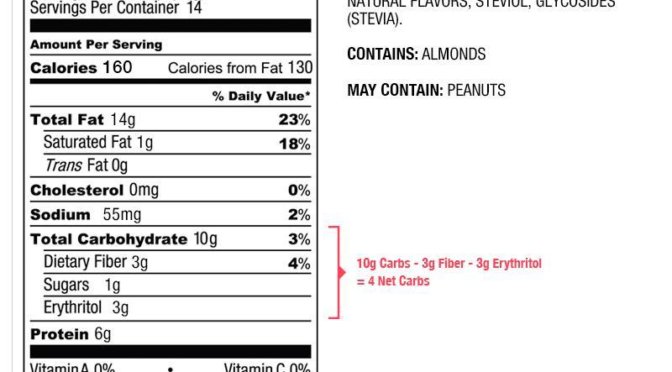 Servings Per Container 14
Amount Per Serving
Calories 160 Calories from Fat 130
% Daily Value*
Total Fat 14g 23%
Saturated Fat 1g 18%
Trans Fat 0g
Cholesterol 0mg 0%
Sodium 55mg 2%
Total Carbohydrate 10g 3%
Dietary Fiber 3g 4%
Sugars 1g
Erythritol 3g
Protein 6g
Vitamin A 0% • Vitamin C 0%
NATURAL FLAVORS, STEVIOL, GLYCOSIDES
(STEVIA).
CONTAINS: ALMONDS
MAY CONTAIN: PEANUTS
10g Carbs - 3g Fiber - 3g Erythritol
= 4 Net Carbs